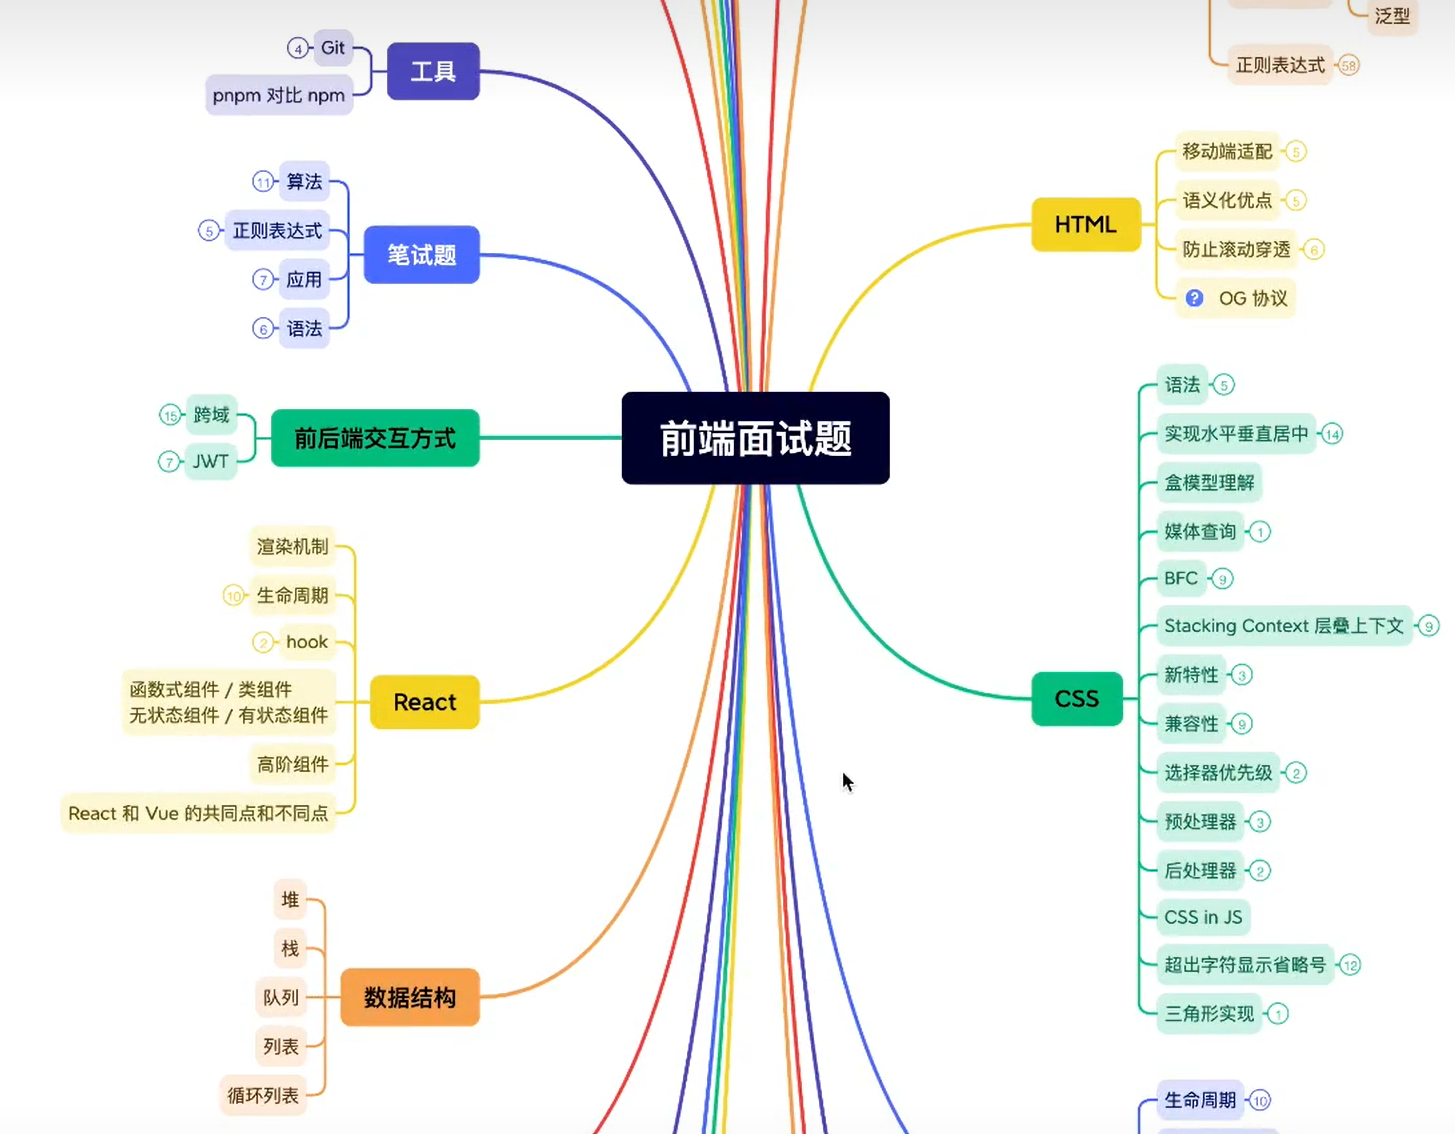 前端面试题
工具
Git
4
pnpm 对比 npm
笔试题
算法
11
正则表达式
5
应用
7
语法
6
前后端交互方式
跨域
15
JWT
7
React
渲染机制
生命周期
10
hook
2
函数式组件 / 类组件
无状态组件 / 有状态组件
高阶组件
React 和 Vue 的共同点和不同点
数据结构
堆
栈
队列
列表
循环列表
泛型
正则表达式
58
HTML
移动端适配
5
语义化优点
5
防止滚动穿透
6
? OG 协议
CSS
语法
5
实现水平垂直居中
14
盒模型理解
媒体查询
1
BFC
9
Stacking Context 层叠上下文
9
新特性
3
兼容性
9
选择器优先级
2
预处理器
3
后处理器
2
CSS in JS
超出字符显示省略号
12
三角形实现
1
生命周期
10